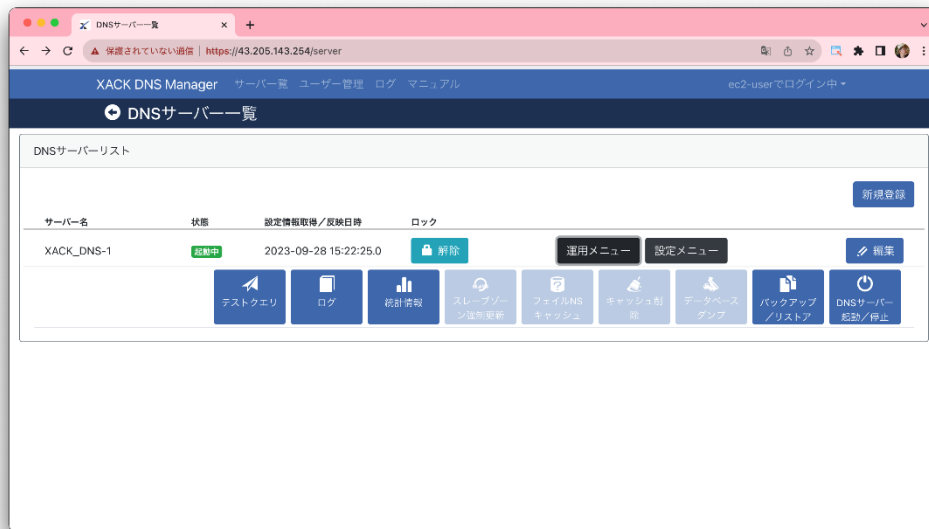 DNSサーバー一覧
保護されていない通信 | https://43.205.143.254/server
XACK DNS Manager サーバー一覧 ユーザー管理 ログ マニュアル ec2-userでログイン中
DNSサーバー一覧
DNSサーバーリスト
新規登録
サーバー名 状態 設定情報取得／反映日時 ロック
XACK_DNS-1 起動中 2023-09-28 15:22:25.0 解除 運用メニュー 設定メニュー 編集
テストクエリ
ログ
統計情報
スレーブゾー
ン強制更新
フェイルNS
キャッシュ
キャッシュ削
除
データベース
ダンプ
バックアップ
／リストア
DNSサーバー
起動／停止